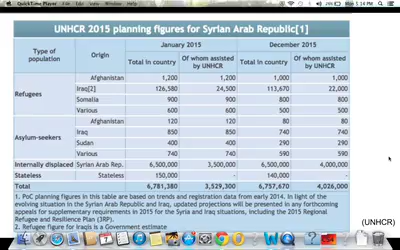 QuickTime Player File Edit View Window Help
Mon 5:14 PM
UNHCR 2015 planning figures for Syrian Arab Republic[1]
Type of population Origin January 2015 December 2015
Total in country Of whom assisted by UNHCR Total in country Of whom assisted by UNHCR
Refugees
Afghanistan 1,200 1,200 1,000 1,000
Iraq[2] 126,580 24,500 113,670 22,000
Somalia 900 900 800 800
Various 600 600 500 500
Asylum-seekers
Afghanistan 120 120 80 80
Iraq 850 850 740 740
Sudan 400 400 290 290
Various 740 740 590 590
Internally displaced Syrian Arab Rep. 6,500,000 3,500,000 6,500,000 4,000,000
Stateless Stateless 150,000 - 140,000 -
Total 6,781,380 3,529,300 6,757,670 4,026,000
1. PoC planning figures in this table are based on trends and registration data from early 2014. In light of the
evolving situation in the Syrian Arab Republic and Iraq, updated projections will be presented in any forthcoming
appeals for supplementary requirements in 2015 for the Syria and Iraq situations, including the 2015 Regional
Refugee and Resilience Plan (3RP).
2. Refugee figure for Iraqis is a Government estimate
(UNHCR)